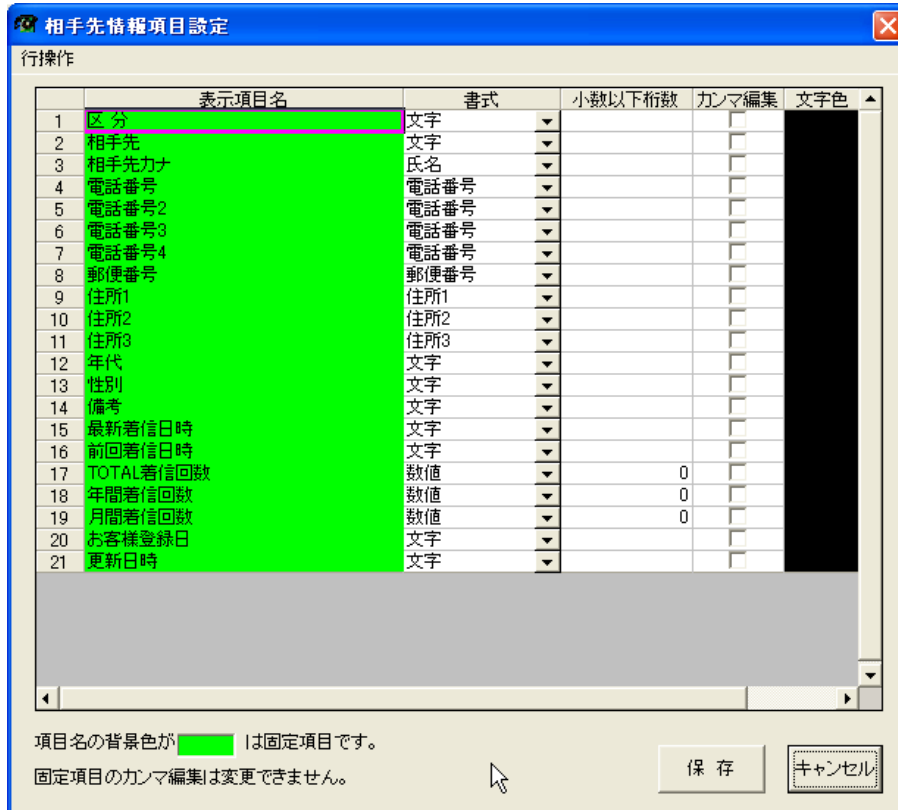 相手先情報項目設定
行操作
表示項目名 書式 小数以下桁数 カンマ編集 文字色
1 区 分 文字
2 相手先 文字
3 相手先カナ 氏名
4 電話番号 電話番号
5 電話番号2 電話番号
6 電話番号3 電話番号
7 電話番号4 電話番号
8 郵便番号 郵便番号
9 住所1 住所1
10 住所2 住所2
11 住所3 住所3
12 年代 文字
13 性別 文字
14 備考 文字
15 最新着信日時 文字
16 前回着信日時 文字
17 TOTAL着信回数 数値 0
18 年間着信回数 数値 0
19 月間着信回数 数値 0
20 お客様登録日 文字
21 更新日時 文字
項目名の背景色が は固定項目です。
固定項目のカンマ編集は変更できません。
保 存
キャンセル